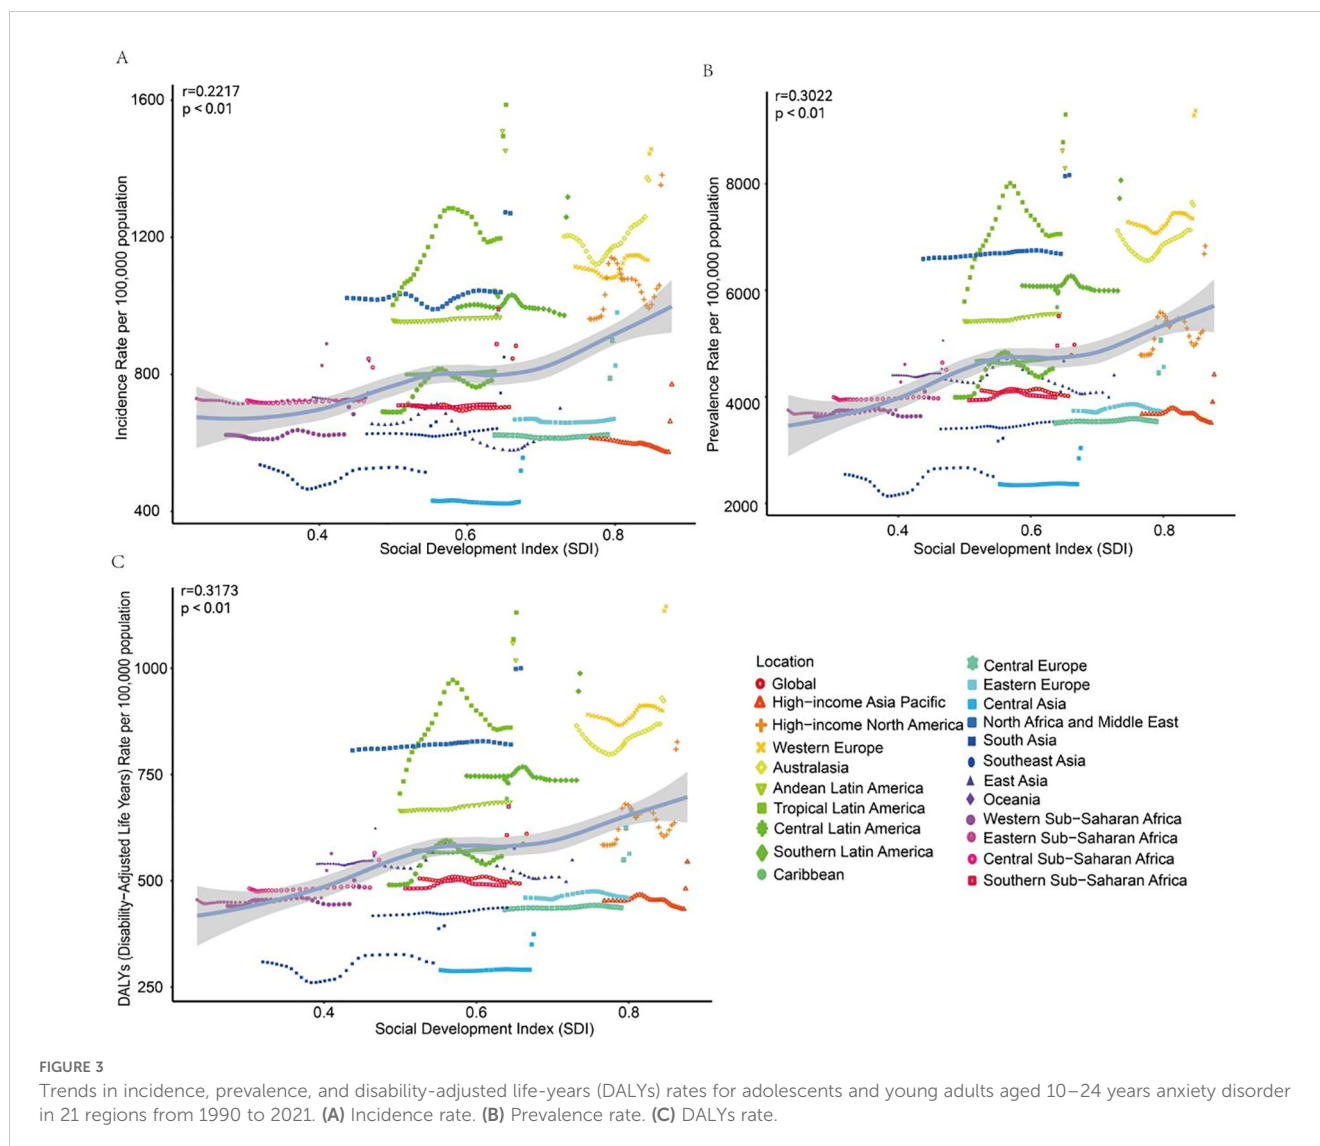 A
r=0.2217
p < 0.01
1600
1200
800
400
Incidence Rate per 100,000 population
0.4
0.6
0.8
Social Development Index (SDI)
B
r=0.3022
p < 0.01
8000
6000
4000
2000
Prevalence Rate per 100,000 population
0.4
0.6
0.8
Social Development Index (SDI)
C
r=0.3173
p < 0.01
1000
750
500
250
DALYs (Disability−Adjusted Life Years) Rate per 100,000 population
0.4
0.6
0.8
Social Development Index (SDI)
Location
Global
High−income Asia Pacific
High−income North America
Western Europe
Australasia
Andean Latin America
Tropical Latin America
Central Latin America
Southern Latin America
Caribbean
Central Europe
Eastern Europe
Central Asia
North Africa and Middle East
South Asia
Southeast Asia
East Asia
Oceania
Western Sub−Saharan Africa
Eastern Sub−Saharan Africa
Central Sub−Saharan Africa
Southern Sub−Saharan Africa
FIGURE 3
Trends in incidence, prevalence, and disability-adjusted life-years (DALYs) rates for adolescents and young adults aged 10–24 years anxiety disorder
in 21 regions from 1990 to 2021. (A) Incidence rate. (B) Prevalence rate. (C) DALYs rate.